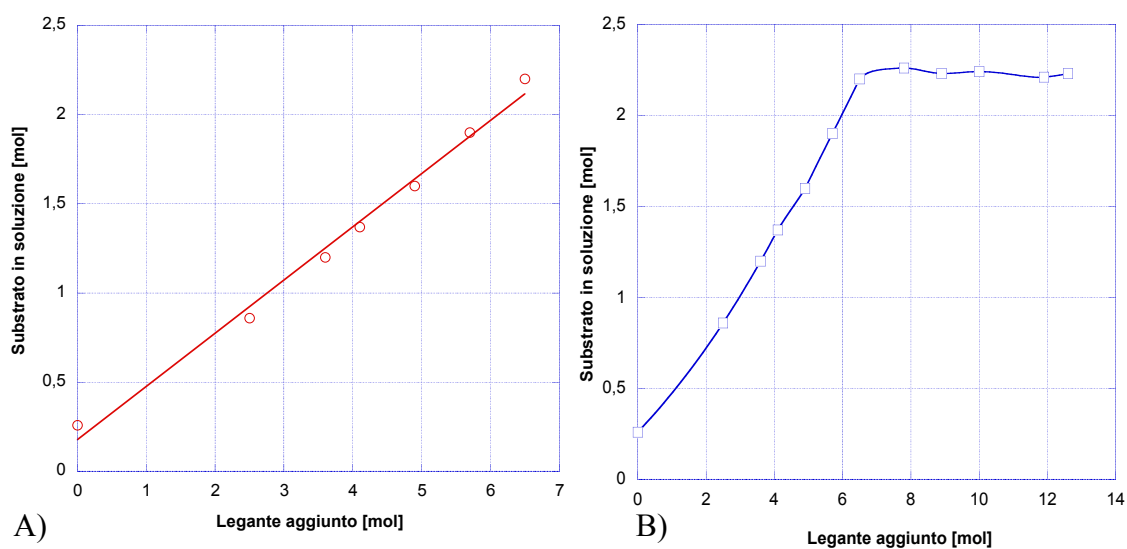 2,5
2
1,5
1
0,5
0
0 1 2 3 4 5 6 7
Substrato in soluzione [mol]
Legante aggiunto [mol]
A)
2,5
2
1,5
1
0,5
0
0 2 4 6 8 10 12 14
Substrato in soluzione [mol]
Legante aggiunto [mol]
B)